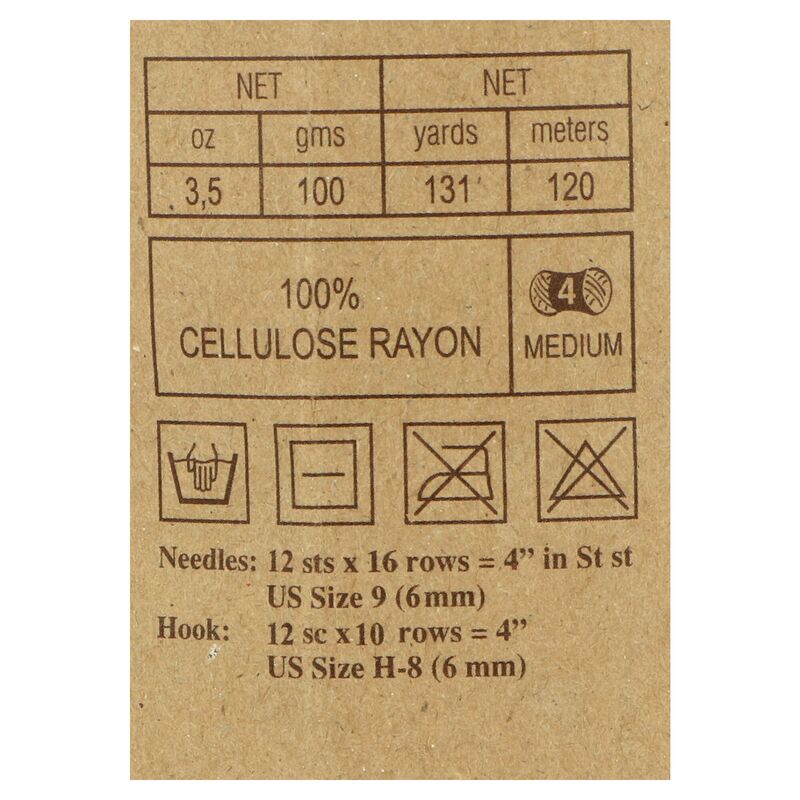 NET NET
oz gms yards meters
3,5 100 131 120
100%
CELLULOSE RAYON
4
MEDIUM
Needles: 12 sts x 16 rows = 4” in St st
US Size 9 (6mm)
Hook: 12 sc x10 rows = 4”
US Size H-8 (6 mm)